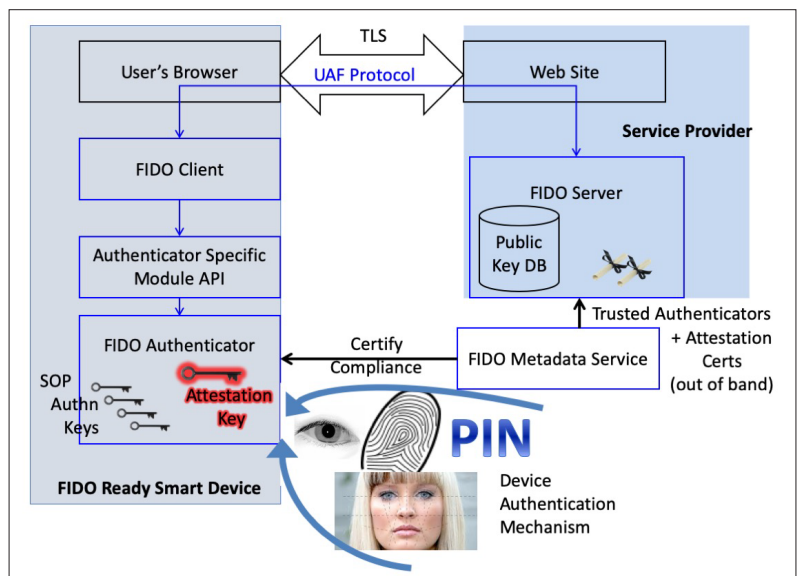 TLS
User's Browser
UAF Protocol
Web Site
Service Provider
FIDO Client
FIDO Server
Public
Key DB
Authenticator Specific
Module API
Trusted Authenticators
+ Attestation
Certs
(out of band)
FIDO Authenticator
Certify
Compliance
FIDO Metadata Service
SOP
Authn
Keys
Attestation
Key
PIN
FIDO Ready Smart Device
Device
Authentication
Mechanism